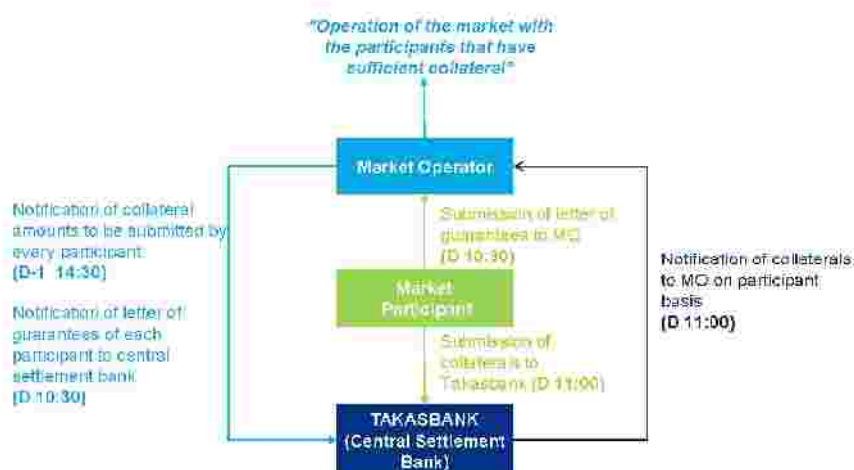 "Operation of the market with
the participants that have
sufficient collateral"
Market Operator
Notification of collateral
amounts to be submitted by
every participant
(D-1 14:30)
Notification of letter of
guarantees of each
participant to central
settlement bank
(D 10:30)
Submission of letter of
guarantees to MO
(D 10:30)
Market
Participant
Submission of
collaterals to
Takasbank (D 11:00)
Notification of collaterals
to MO on participant
basis
(D 11:00)
TAKASBANK
(Central Settlement
Bank)